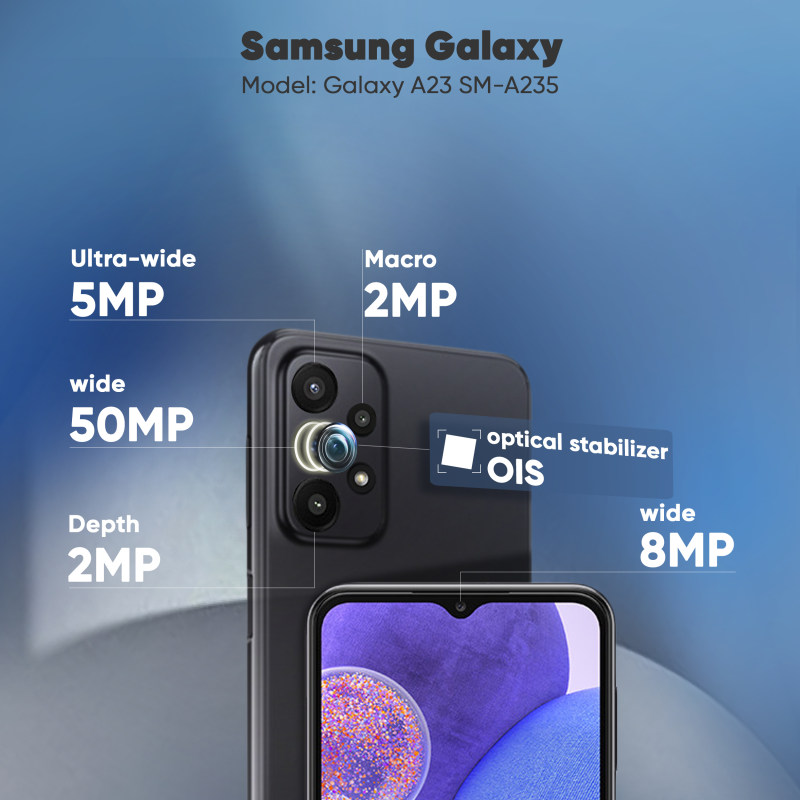 Samsung Galaxy
Model: Galaxy A23 SM-A235
Ultra-wide
5MP
Macro
2MP
wide
50MP
optical stabilizer
OIS
Depth
2MP
wide
8MP